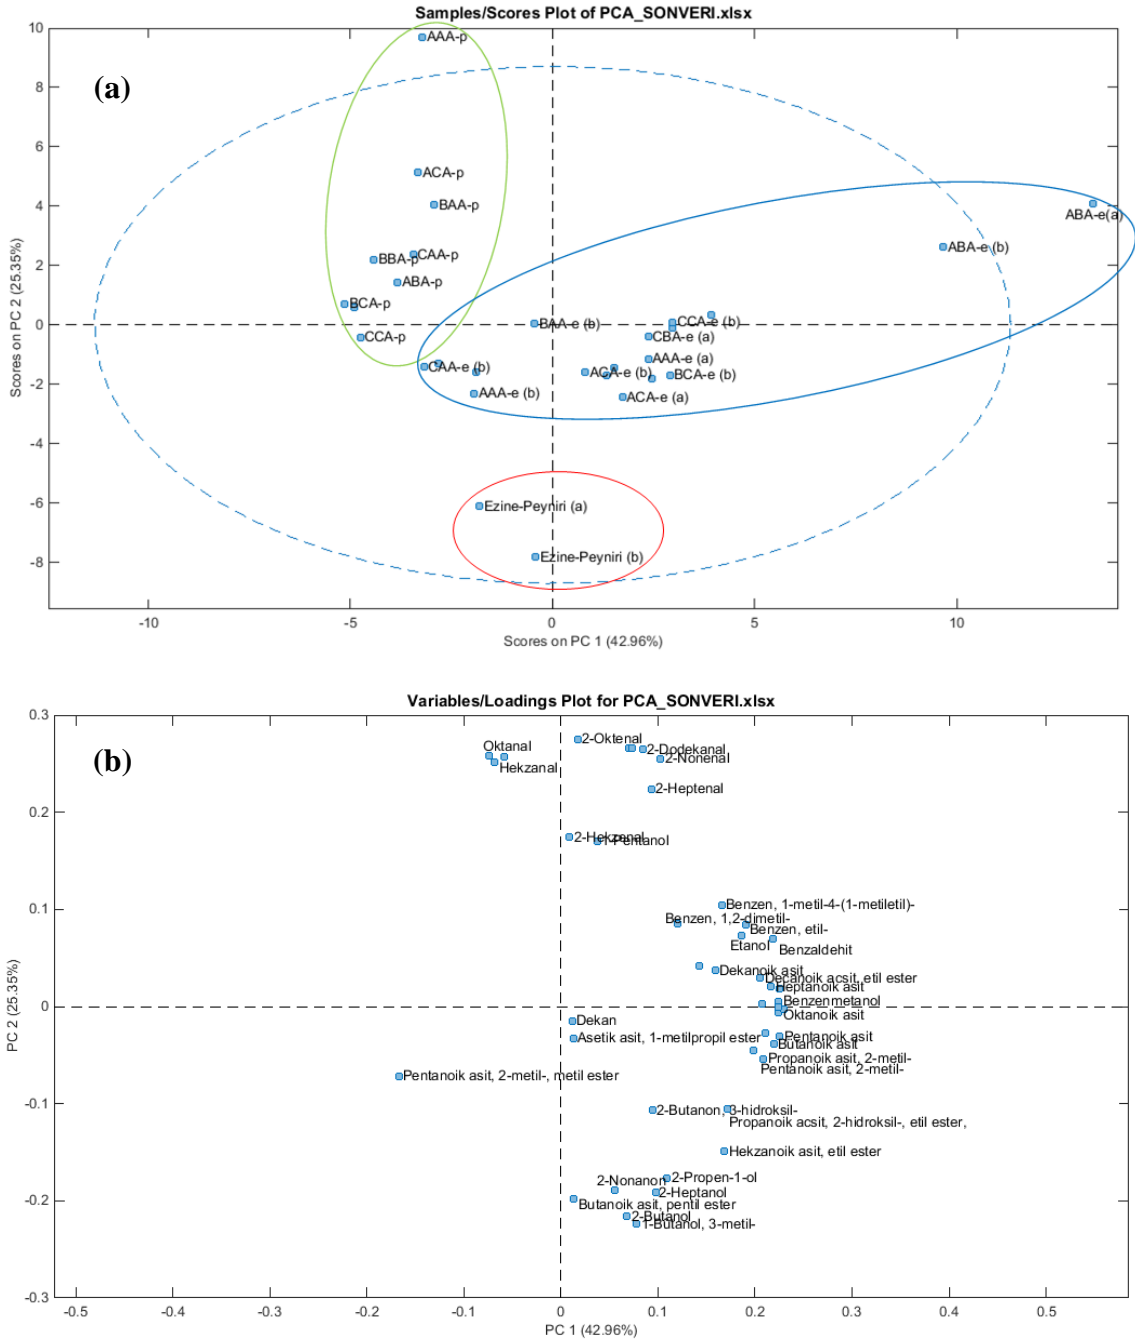 Samples/Scores Plot of PCA_SONVERI.xlsx
10
AAA-p
(a)
8
6
ACA-p
4
BAA-p
ABA-e(a)
ABA-e (b)
CAA-p
2
BBA-p
ABA-p
BCA-p
0
BAA-e (b)
CCA-e (b)
CCA-p
CBA-e (a)
AAA-e (a)
CAA-e (b)
ACA-e (b)
BCA-e (b)
-2
AAA-e (b)
ACA-e (a)
-4
-6
Ezine-Peyniri (a)
-8
Ezine-Peyniri (b)
Scores on PC 2 (25.35%)
-10
-5
0
5
10
Scores on PC 1 (42.96%)
Variables/Loadings Plot for PCA_SONVERI.xlsx
0.3
(b)
Oktanal
2-Oktenal
2-Dodekanal
2-Nonenal
Hekzanal
2-Heptenal
0.2
2-Hekzenal
1-Pentanol
0.1
Benzen, 1-metil-4-(1-metiletil)-
Benzen, 1,2-dimetil-
Benzen, etil-
Etanol
Benzaldehit
Dekanoik asit
Decanoik acsit, etil ester
Heptanoik asit
Benzenmetanol
0
Oktanoik asit
Dekan
Asetik asit, 1-metilpropil ester
Pentanoik asit
Butanoik asit
Propanoik asit, 2-metil-
Pentanoik asit, 2-metil-
Pentanoik asit, 2-metil-, metil ester
-0.1
2-Butanon, 3-hidroksil-
Propanoik acsit, 2-hidroksil-, etil ester,
Hekzanoik asit, etil ester
2-Nonanon
2-Propen-1-ol
2-Heptanol
-0.2
Butanoik asit, pentil ester
2-Butanol
1-Butanol, 3-metil-
-0.3
PC 2 (25.35%)
-0.5
-0.4
-0.3
-0.2
-0.1
0
0.1
0.2
0.3
0.4
0.5
PC 1 (42.96%)